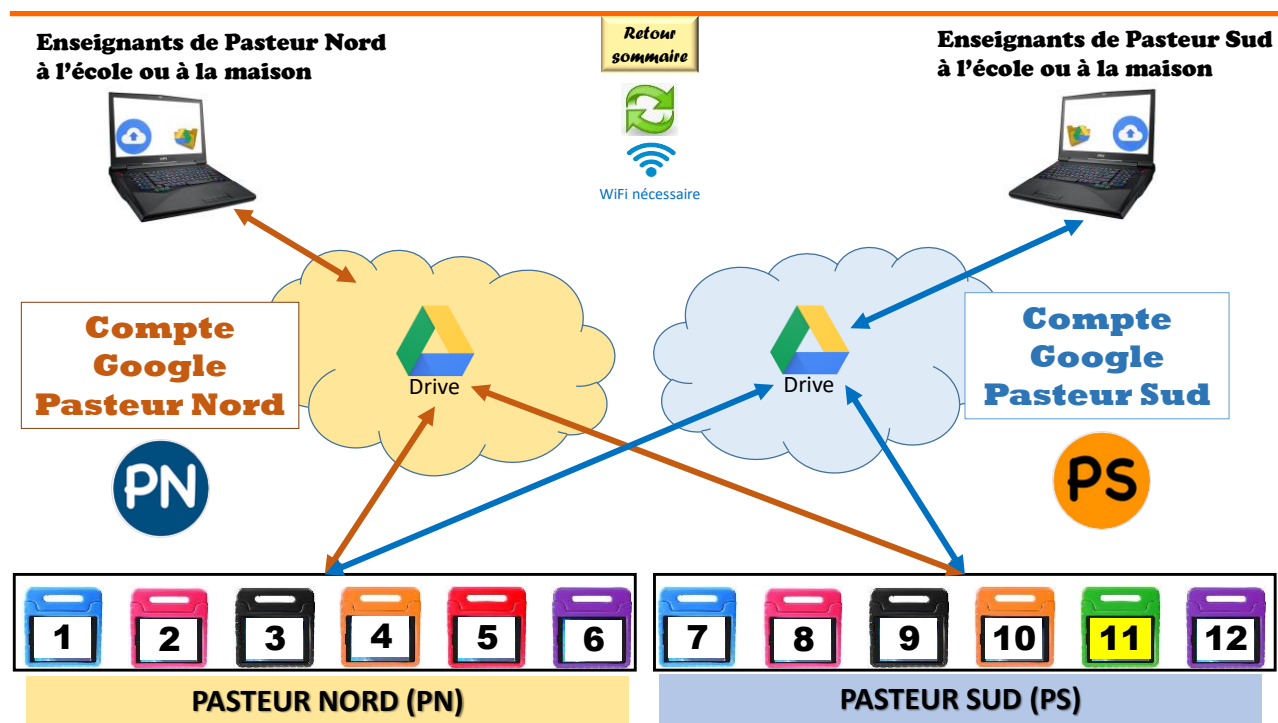 Enseignants de Pasteur Nord
à l'école ou à la maison
Retour
sommaire
Enseignants de Pasteur Sud
à l'école ou à la maison
WiFi nécessaire
Compte
Google
Pasteur Nord
Drive
Drive
Compte
Google
Pasteur Sud
PN
PS
1
2
3
4
5
6
7
8
9
10
11
12
PASTEUR NORD (PN)
PASTEUR SUD (PS)